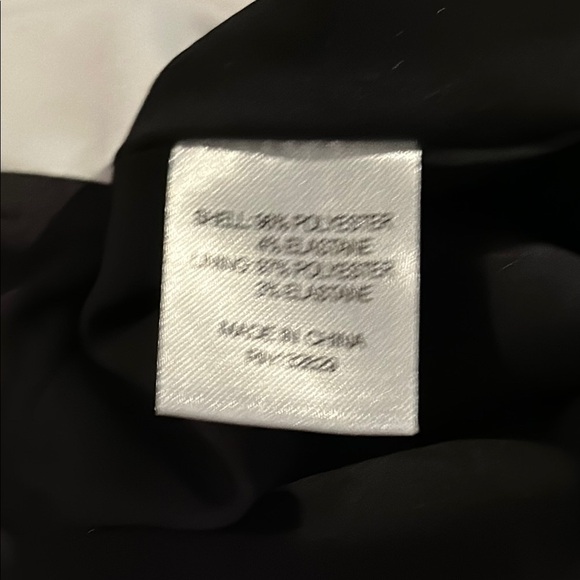 SHELL: 96% POLYESTER
4% ELASTANE
LINING: 97% POLYESTER
3% ELASTANE
MADE IN CHINA